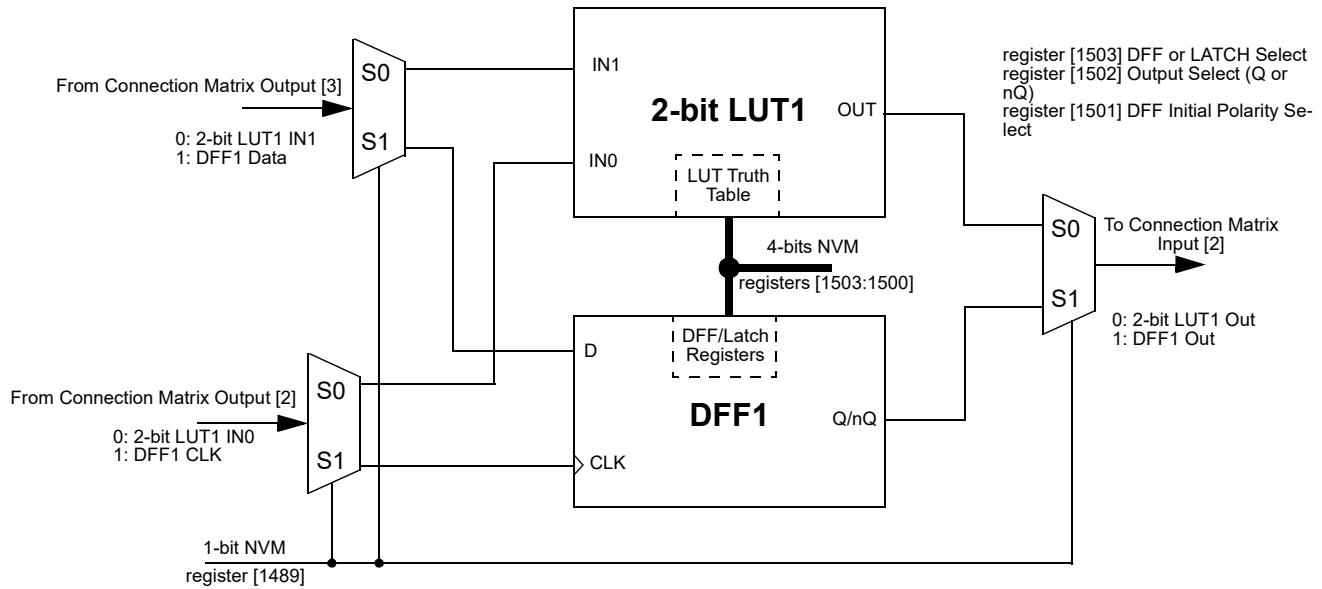 register [1503] DFF or LATCH Select
register [1502] Output Select (Q or
nQ)
register [1501] DFF Initial Polarity Se-
lect
From Connection Matrix Output [3]
0: 2-bit LUT1 IN1
1: DFF1 Data
S0
S1
IN1
IN0
2-bit LUT1
OUT
LUT Truth
Table
4-bits NVM
registers [1503:1500]
S0
S1
To Connection Matrix
Input [2]
0: 2-bit LUT1 Out
1: DFF1 Out
From Connection Matrix Output [2]
0: 2-bit LUT1 IN0
1: DFF1 CLK
S0
S1
D
DFF/Latch
Registers
DFF1
Q/nQ
CLK
1-bit NVM
register [1489]